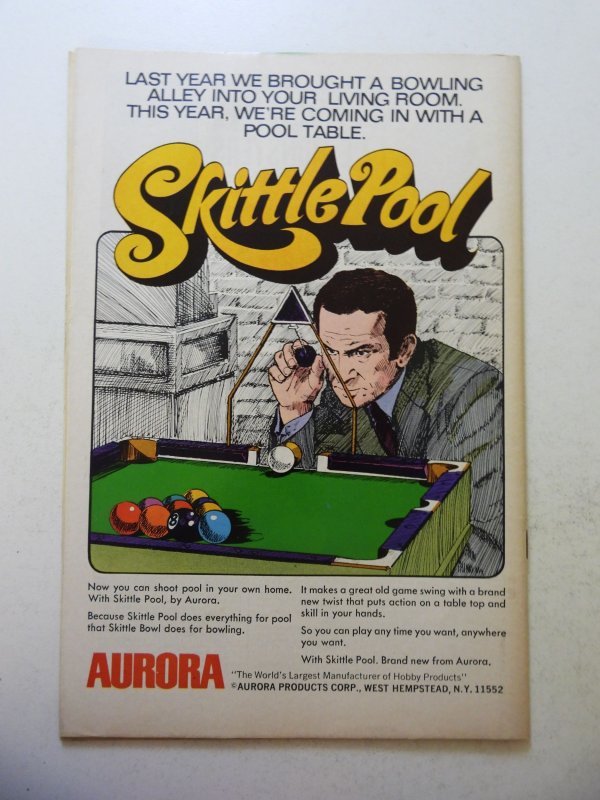 LAST YEAR WE BROUGHT A BOWLING
ALLEY INTO YOUR LIVING ROOM.
THIS YEAR, WE'RE COMING IN WITH A
POOL TABLE.
Skittle Pool
8
Now you can shoot pool in your own home.
With Skittle Pool, by Aurora.
Because Skittle Pool does everything for pool
that Skittle Bowl does for bowling.
It makes a great old game swing with a brand
new twist that puts action on a table top and
skill in your hands.
So you can play any time you want, anywhere
you want.
With Skittle Pool. Brand new from Aurora.
AURORA
"The World's Largest Manufacturer of Hobby Products"
©AURORA PRODUCTS CORP., WEST HEMPSTEAD, N.Y. 11552